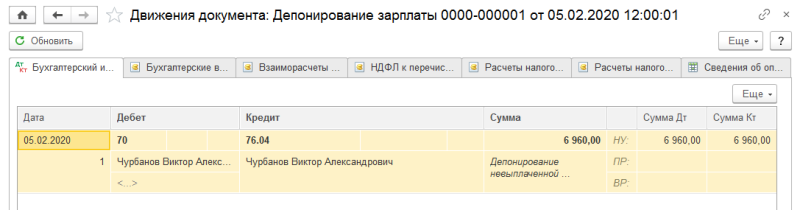 Движения документа: Депонирование зарплаты 0000-000001 от 05.02.2020 12:00:01
Обновить Еще ?
Дт Кт Бухгалтерский и... Бухгалтерские в... Взаиморасчеты ... НДФЛ к перечис... Расчеты налого... Расчеты налого... Сведения об оп...
Еще
Дата Дебет Кредит Сумма Сумма Дт Сумма Кт
05.02.2020 70 76.04 6 960,00 НУ: 6 960,00 6 960,00
1 Чурбанов Виктор Алекс... Чурбанов Виктор Александрович Депонирование ПР:
невыплаченной ...
<...> ВР: